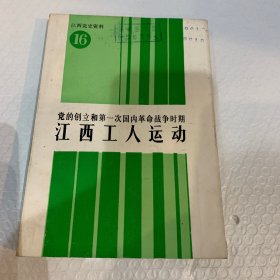 江西党史资料
16
党的创立和第一次国内革命战争时期
江西工人运动